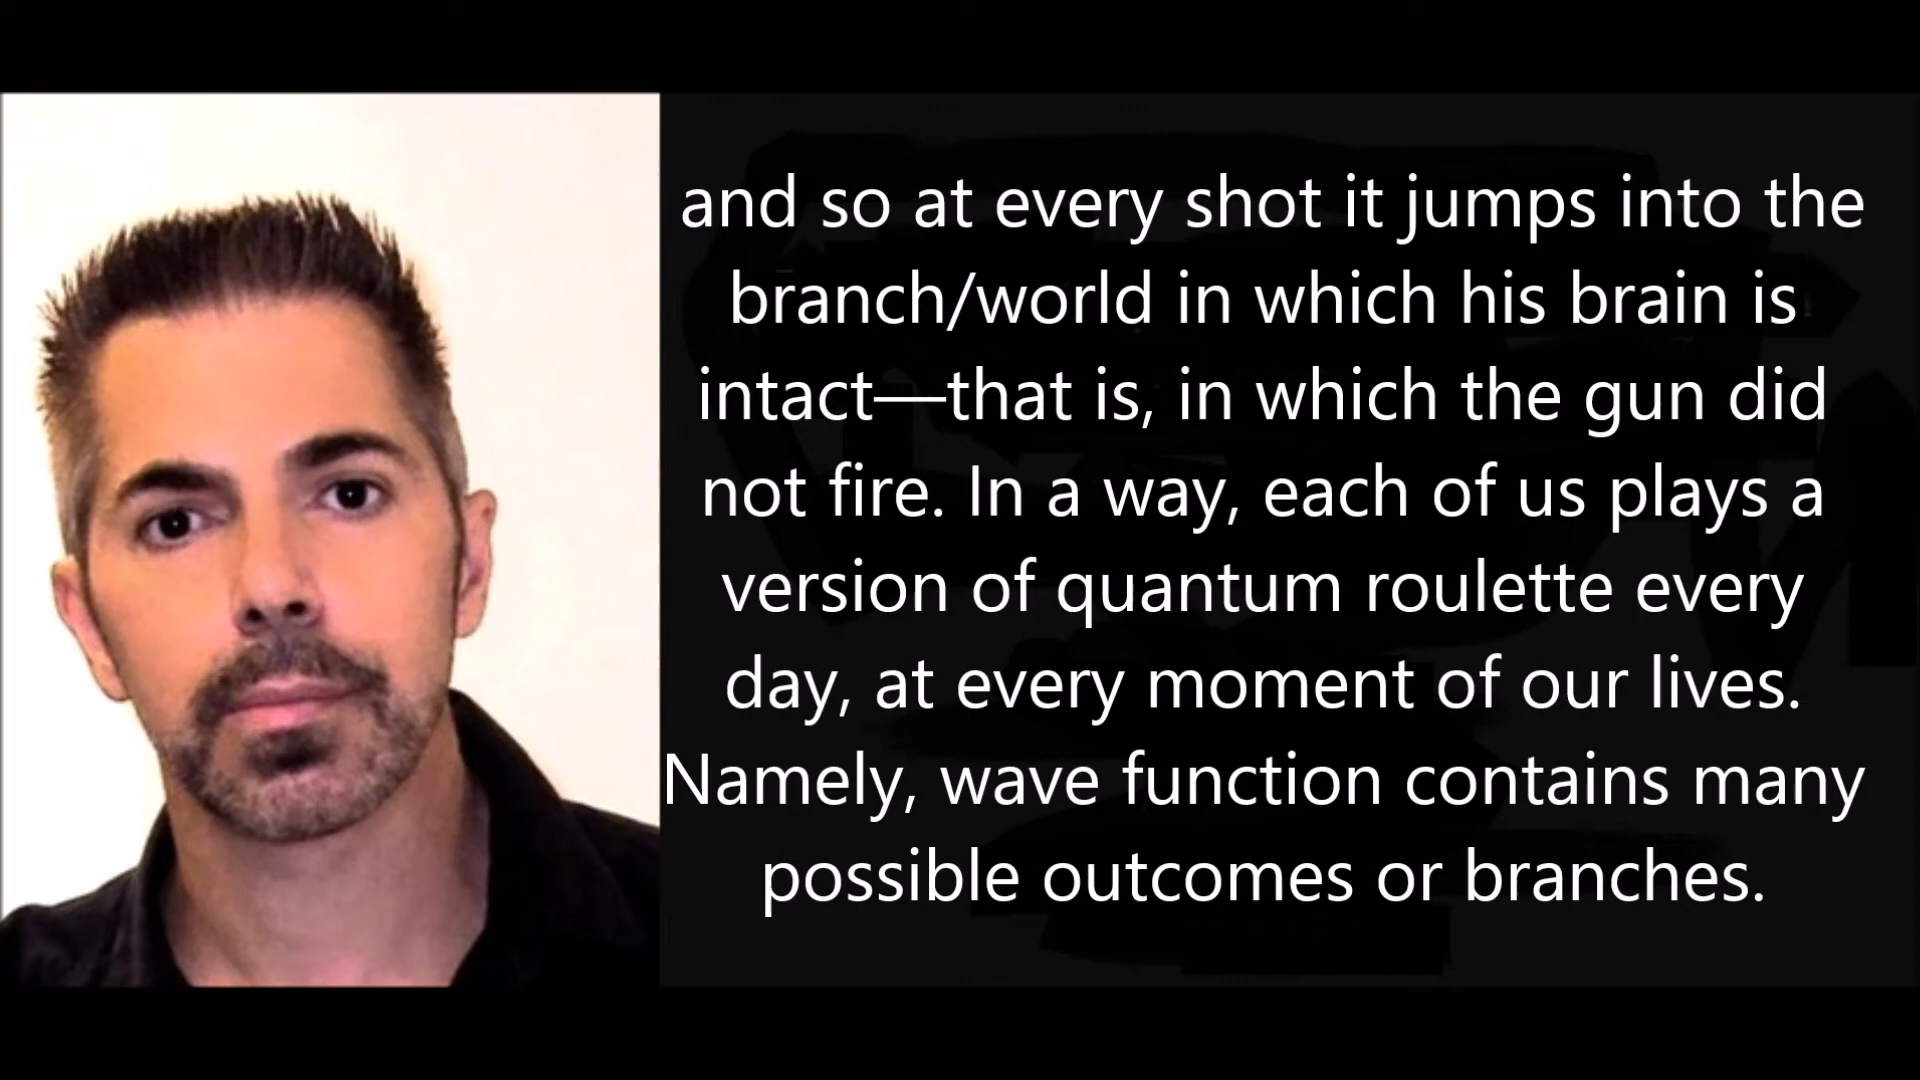 and so at every shot it jumps into the
branch/world in which his brain is
intact—that is, in which the gun did
not fire. In a way, each of us plays a
version of quantum roulette every
day, at every moment of our lives.
Namely, wave function contains many
possible outcomes or branches.